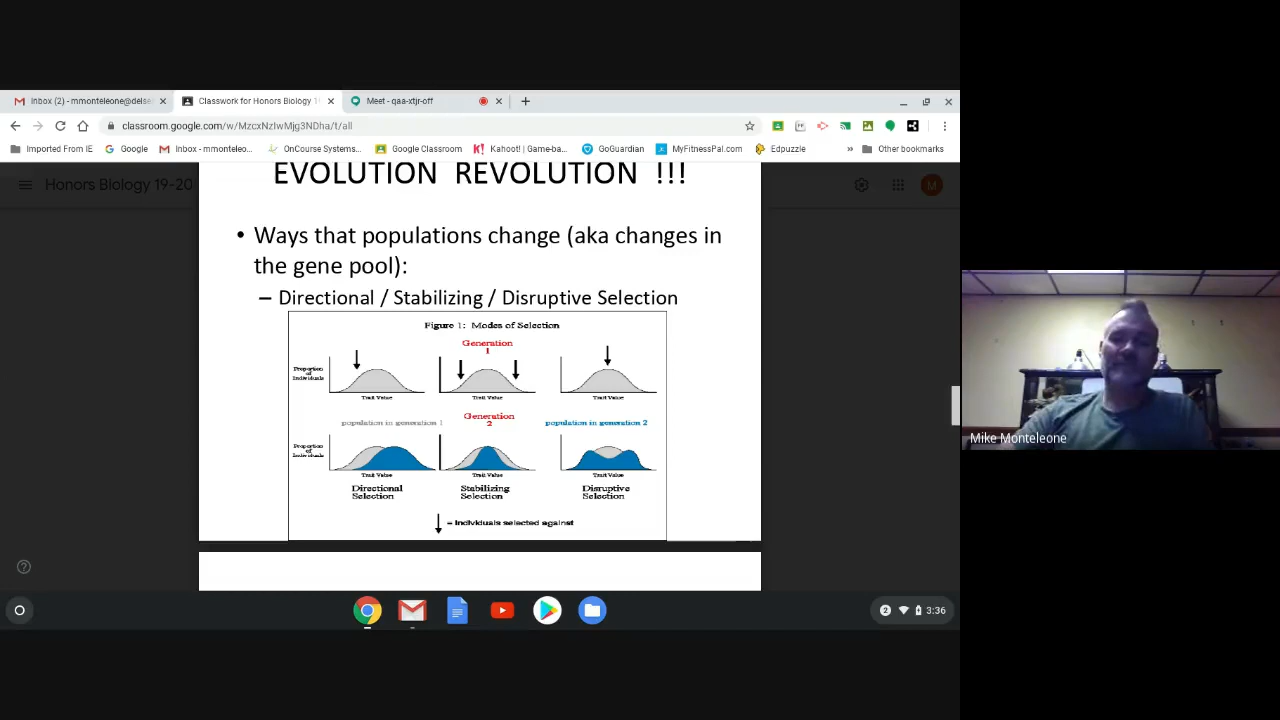 Inbox (2) - mmonteleone@delse
Classwork for Honors Biology 1
Meet - qaa-xtjr-off
classroom.google.com/w/MzcxNzIwMjg3NDha/t/all
Imported From IE
Google
Inbox - mmonteleo...
OnCourse Systems...
Google Classroom
Kahoot! | Game-ba...
GoGuardian
MyFitnessPal.com
Edpuzzle
»
Other bookmarks
Honors Biology 19-20
M
EVOLUTION REVOLUTION !!!
• Ways that populations change (aka changes in
the gene pool):
– Directional / Stabilizing / Disruptive Selection
Figure 1: Modes of Selection
Generation
1
Proportion
of
Individuals
Trait Value
Trait Value
Trait Value
population in generation 1
Generation
2
population in generation 2
Proportion
of
Individuals
Trait Value
Trait Value
Trait Value
Directional
Selection
Stabilizing
Selection
Disruptive
Selection
= Individuals selected against
Mike Monteleone
2
3:36